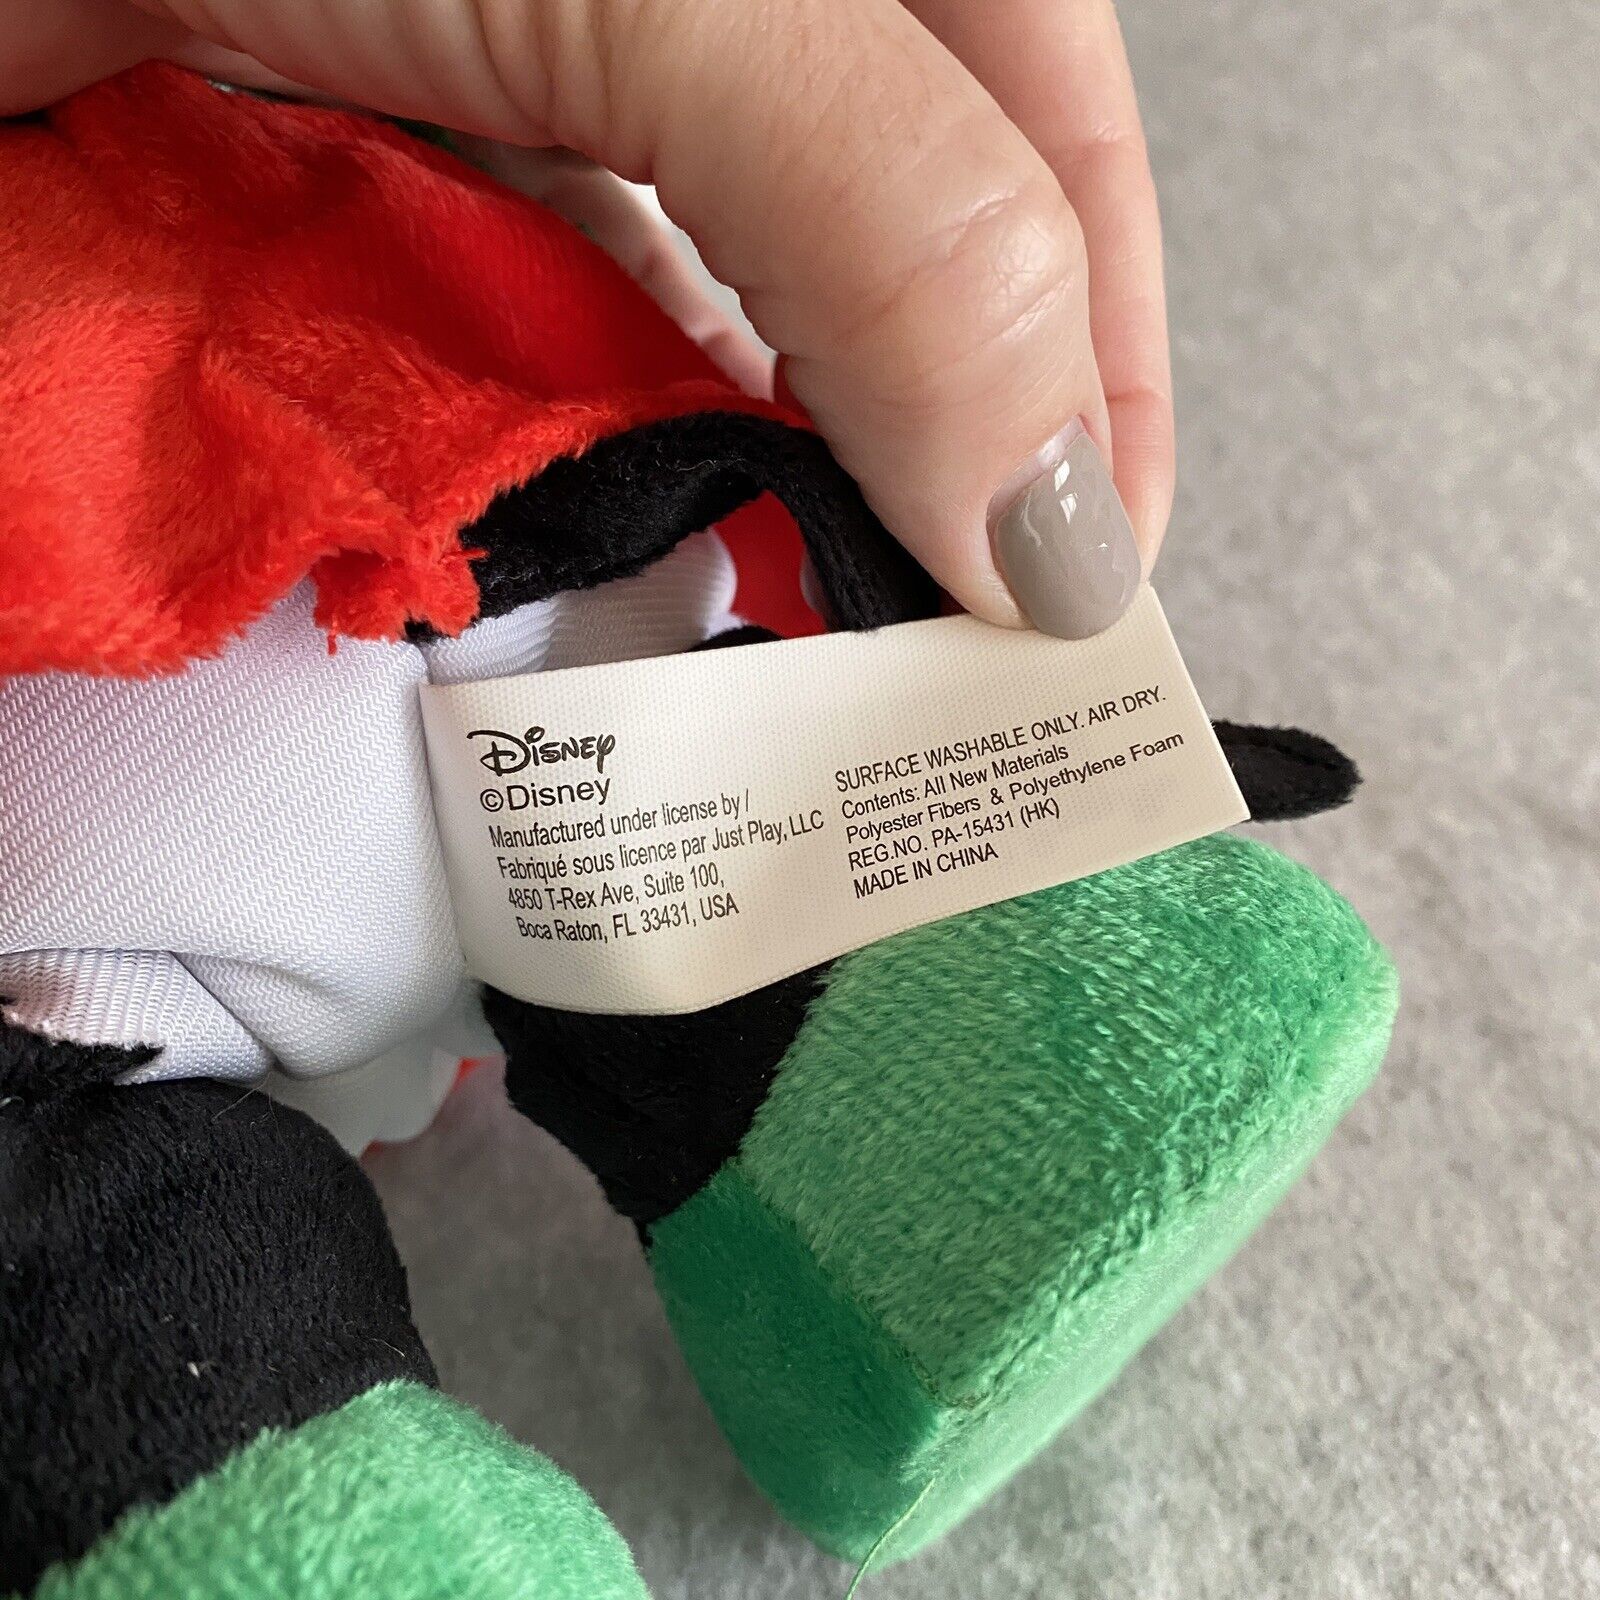 Disney
©Disney
Manufactured under license by /
Fabriqué sous licence par Just Play, LLC
4850 T-Rex Ave, Suite 100,
Boca Raton, FL 33431, USA
SURFACE WASHABLE ONLY. AIR DRY.
Contents: All New Materials
Polyester Fibers & Polyethylene Foam
REG.NO. PA-15431 (HK)
MADE IN CHINA